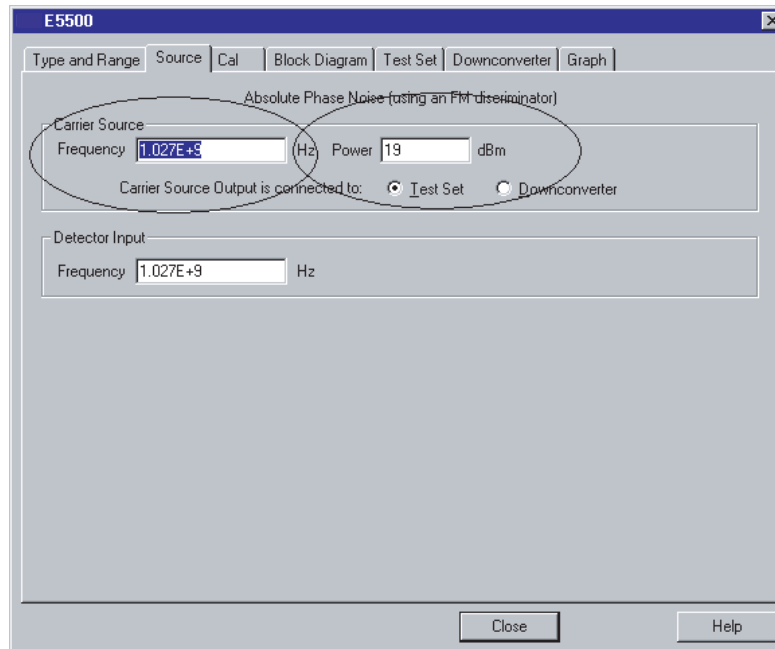 E5500
Type and Range Source Cal Block Diagram Test Set Downconverter Graph
Absolute Phase Noise (using an FM discriminator)
Carrier Source
Frequency 1.027E+9 Hz Power 19 dBm
Carrier Source Output is connected to: Test Set Downconverter
Detector Input
Frequency 1.027E+9 Hz
Close Help